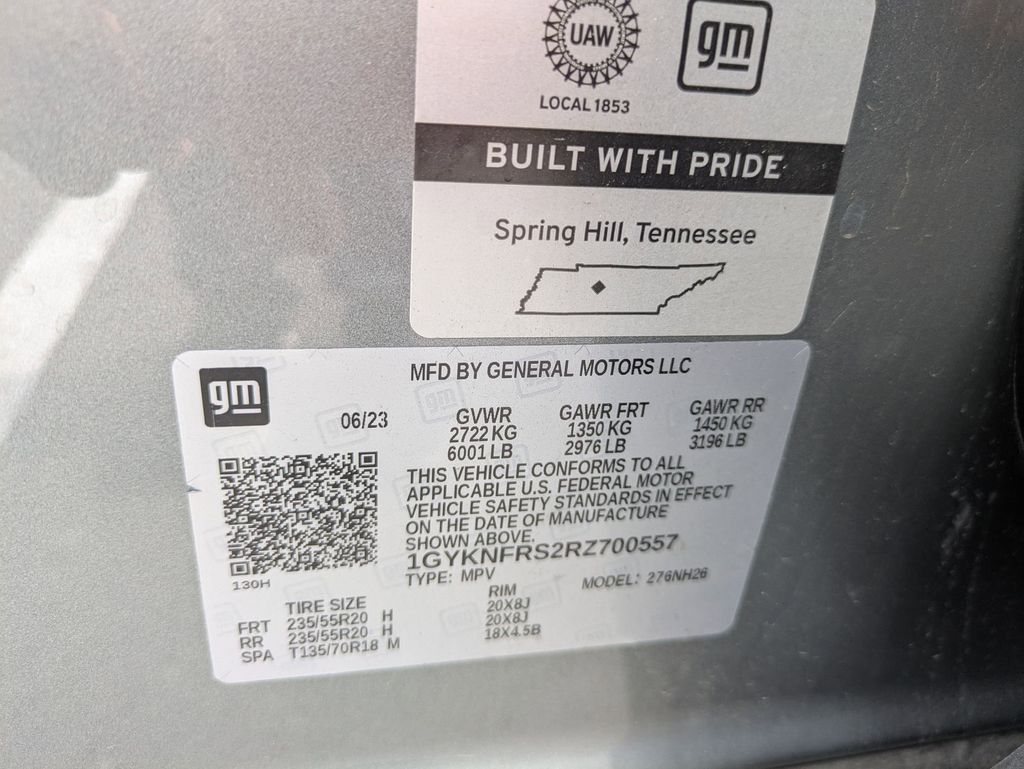 UAW
gm
LOCAL 1853
BUILT WITH PRIDE
Spring Hill, Tennessee
MFD BY GENERAL MOTORS LLC
gm
06/23
GVWR
2722 KG
6001 LB
GAWR FRT
1350 KG
2976 LB
GAWR RR
1450 KG
3196 LB
THIS VEHICLE CONFORMS TO ALL
APPLICABLE U.S. FEDERAL MOTOR
VEHICLE SAFETY STANDARDS IN EFFECT
ON THE DATE OF MANUFACTURE
SHOWN ABOVE.
1GYKNFRS2RZ700557
TYPE: MPV MODEL: 276NH26
130H
TIRE SIZE RIM
FRT 235/55R20 H 20X8J
RR 235/55R20 H 20X8J
SPA T135/70R18 M 18X4.5B